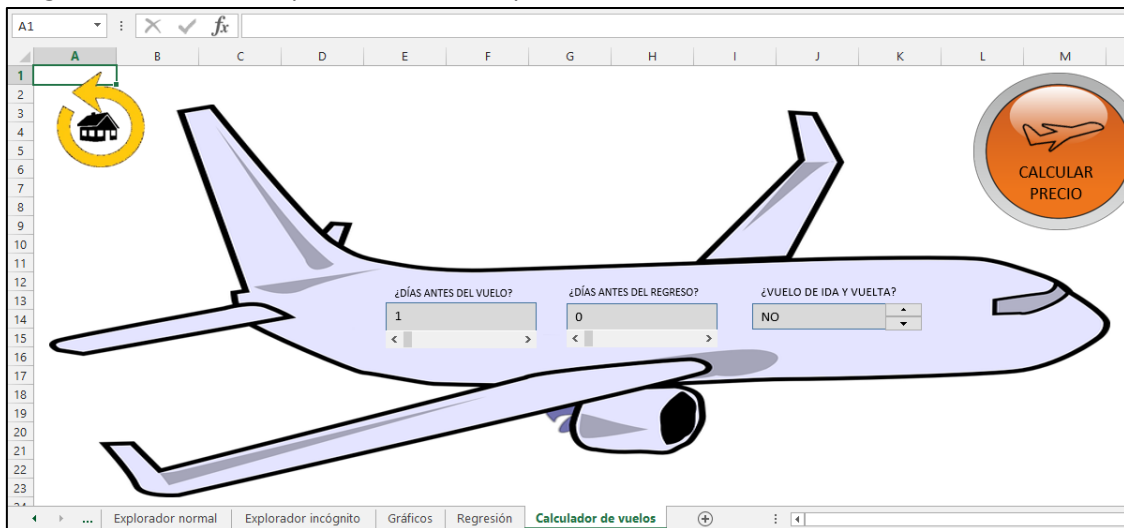 A1
fx
A B C D E F G H I J K L M
1
2
3
4
5
6
7
8
9
10
11
12
13
14
15
16
17
18
19
20
21
22
23
CALCULAR
PRECIO
¿DÍAS ANTES DEL VUELO? ¿DÍAS ANTES DEL REGRESO? ¿VUELO DE IDA Y VUELTA?
1 0 NO
... Explorador normal Explorador incógnito Gráficos Regresión Calculador de vuelos